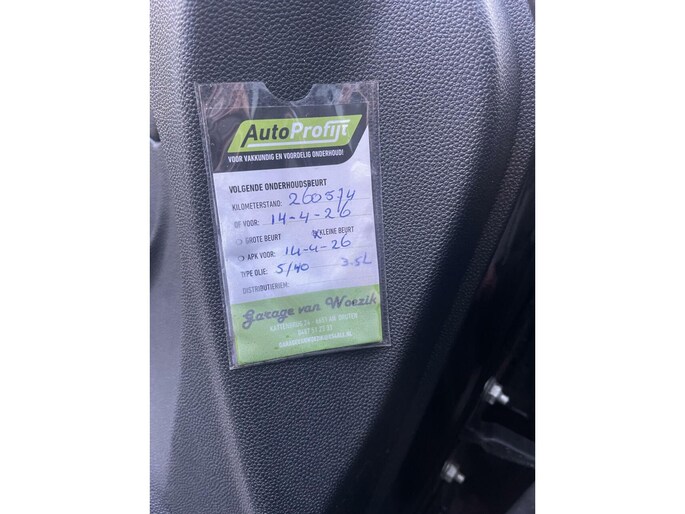 AutoProfijt
VOOR VAKKUNDIG EN VOORDELIG ONDERHOUD!
VOLGENDE ONDERHOUDSBEURT
KILOMETERSTAND: 260574
VOOR: 14-4-26
GROTE BEURT X KLEINE BEURT
APK VOOR: 14-4-26
TYPE OLIE: 5/40 3.5L
DISTRIBUTIERIEM:
Garage van Woezik